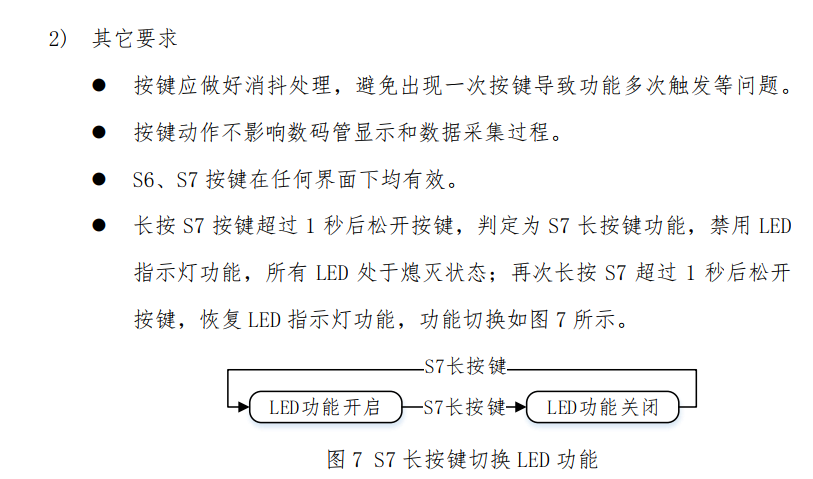 2) 其它要求
● 按键应做好消抖处理，避免出现一次按键导致功能多次触发等问题。
● 按键动作不影响数码管显示和数据采集过程。
● S6、S7 按键在任何界面下均有效。
● 长按 S7 按键超过 1 秒后松开按键，判定为 S7 长按键功能，禁用 LED
指示灯功能，所有 LED 处于熄灭状态；再次长按 S7 超过 1 秒后松开
按键，恢复 LED 指示灯功能，功能切换如图 7 所示。
S7长按键
LED功能开启 S7长按键 LED功能关闭
图 7 S7 长按键切换 LED 功能